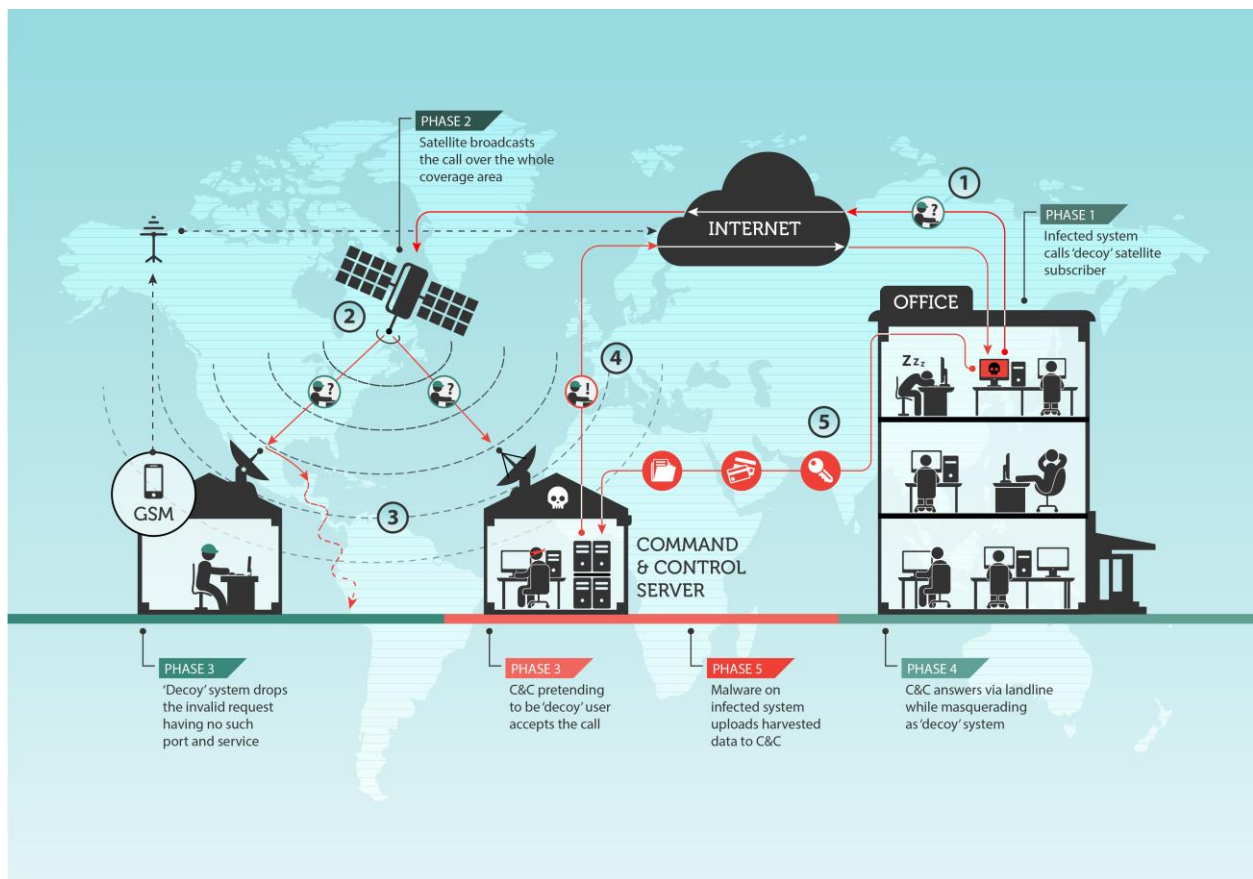 PHASE 2
Satellite broadcasts
the call over the whole
coverage area
1
INTERNET
?
PHASE 1
Infected system
calls ‘decoy’ satellite
subscriber
OFFICE
2
?
?
4
!
Zzz
5
GSM
3
COMMAND
& CONTROL
SERVER
PHASE 3
‘Decoy’ system drops
the invalid request
having no such
port and service
PHASE 3
C&C pretending
to be ‘decoy’ user
accepts the call
PHASE 5
Malware on
infected system
uploads harvested
data to C&C
PHASE 4
C&C answers via landline
while masquerading
as ‘decoy’ system